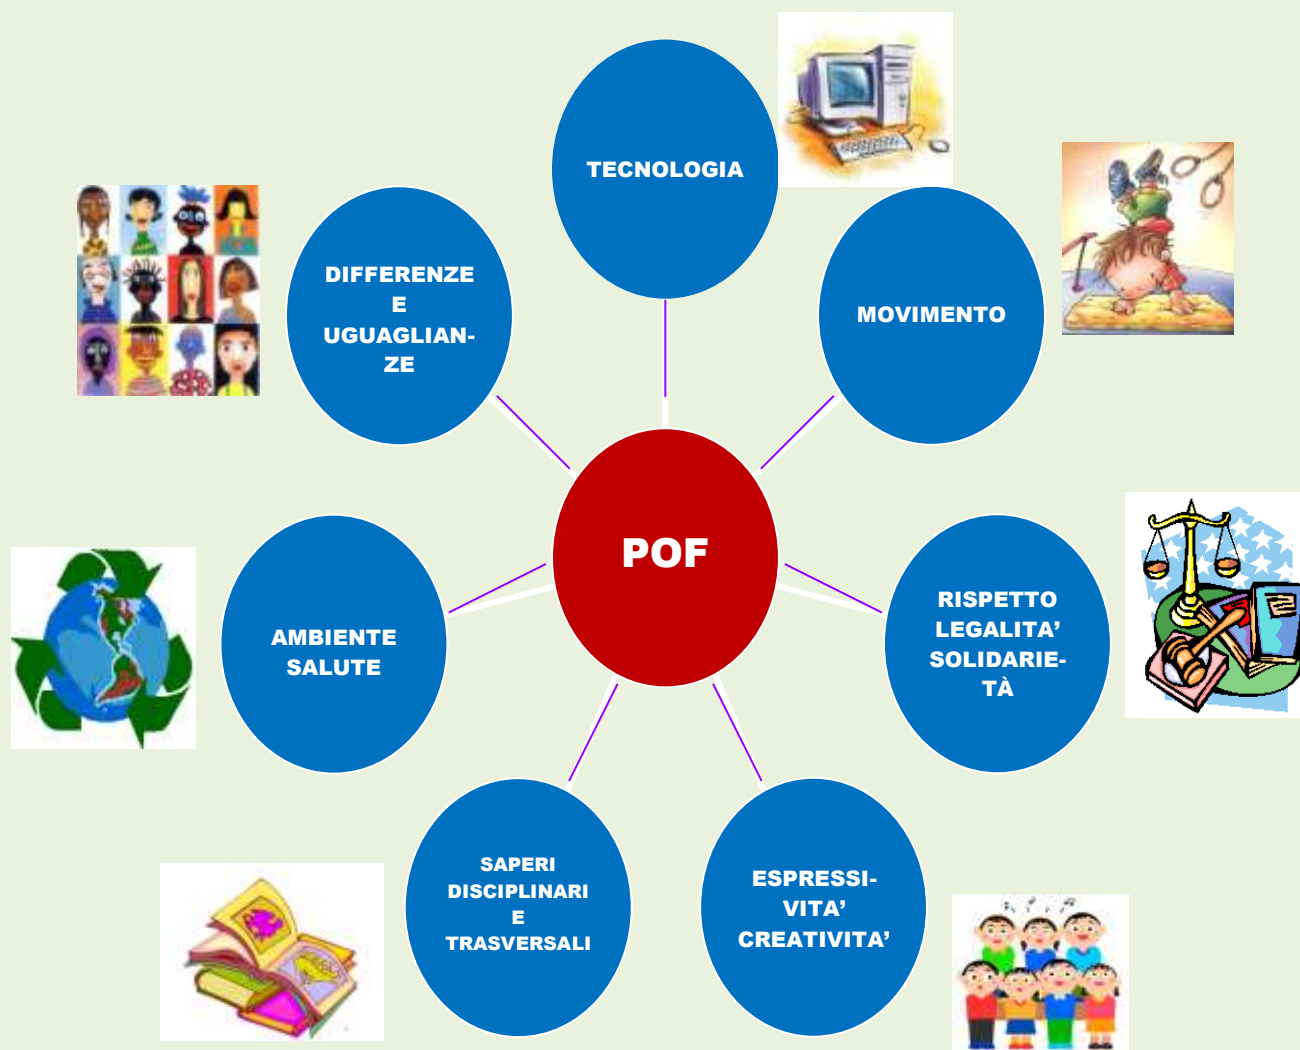 TECNOLOGIA
MOVIMENTO
RISPETTO
LEGALITA’
SOLIDARIE-
TÀ
ESPRESSI-
VITA’
CREATIVITA’
SAPERI
DISCIPLINARI
E
TRASVERSALI
AMBIENTE
SALUTE
DIFFERENZE
E
UGUAGLIAN-
ZE
POF